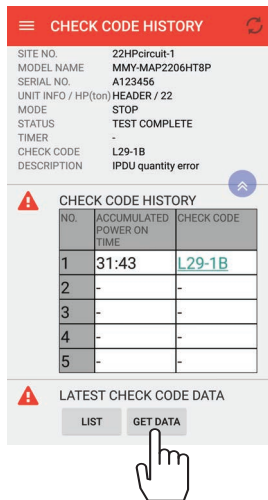 CHECK CODE HISTORY
SITE NO. 22HPcircuit-1
MODEL NAME MMY-MAP2206HT8P
SERIAL NO. A123456
UNIT INFO / HP(ton) HEADER / 22
MODE STOP
STATUS TEST COMPLETE
TIMER -
CHECK CODE L29-1B
DESCRIPTION IPDU quantity error
CHECK CODE HISTORY
NO. ACCUMULATED POWER ON TIME CHECK CODE
1 31:43 L29-1B
2 - -
3 - -
4 - -
5 - -
LATEST CHECK CODE DATA
LIST GET DATA